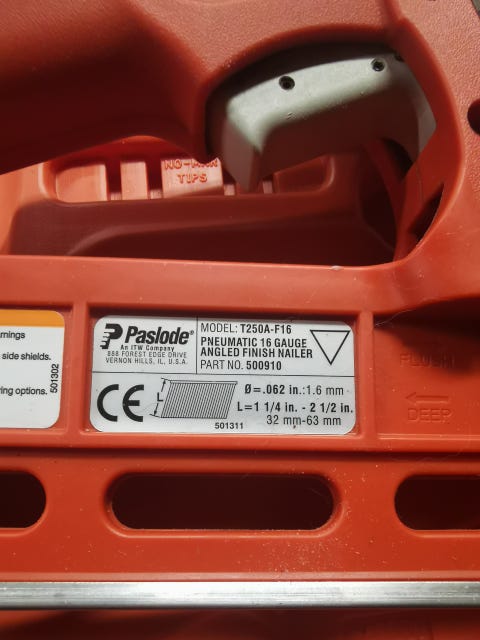 NO-MAR
TIPS
rnings
side shields.
ring options.
501302
Paslode®
An ITW Company
888 FOREST EDGE DRIVE
VERNON HILLS, IL, U.S.A.
MODEL: T250A-F16
PNEUMATIC 16 GAUGE
ANGLED FINISH NAILER
PART NO. 500910
CE
L
Ø=.062 in.:1.6 mm
L=1 1/4 in. - 2 1/2 in.
32 mm-63 mm
501311
FLUSH
DEEP